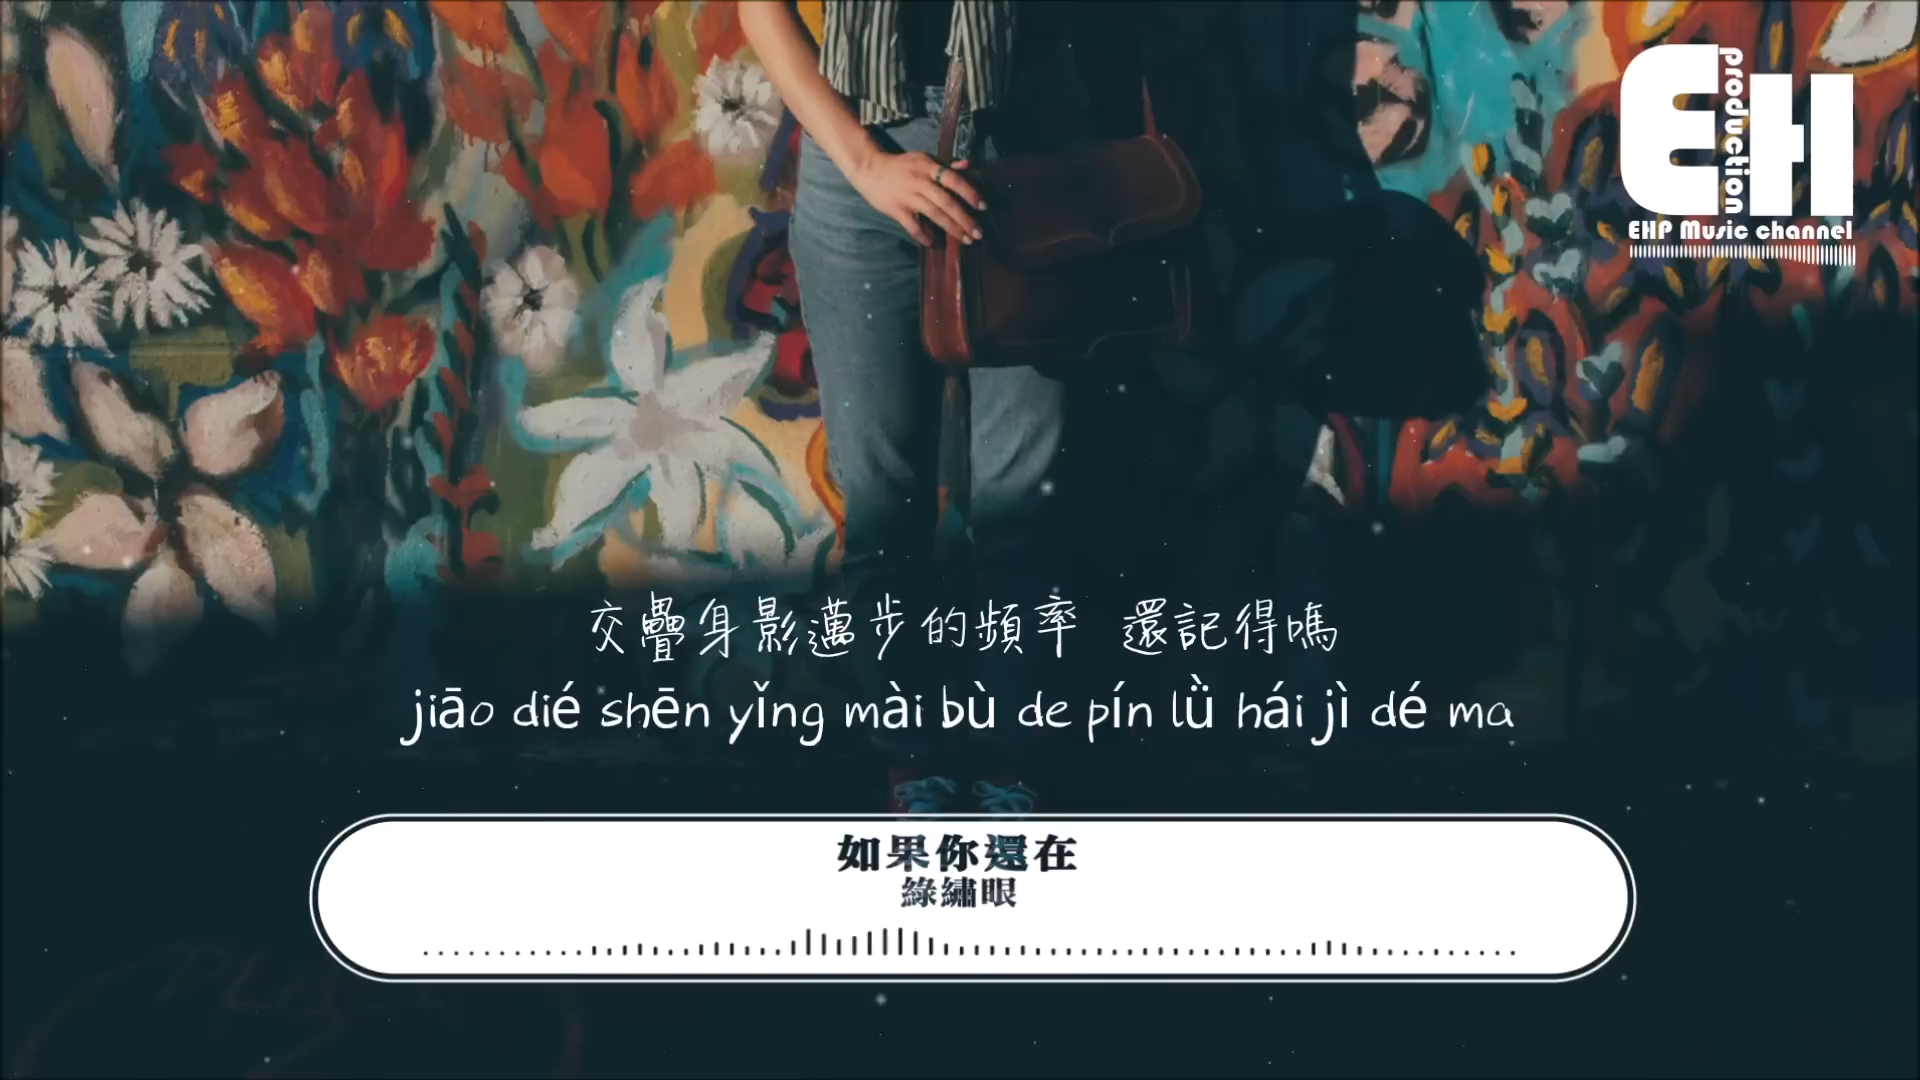 EH
production
EHP Music channel
交疊身影邁步的頻率 還記得嗎
jiāo dié shēn yǐng mài bù de pín lǜ hái jì dé ma
如果你還在
綠繡眼